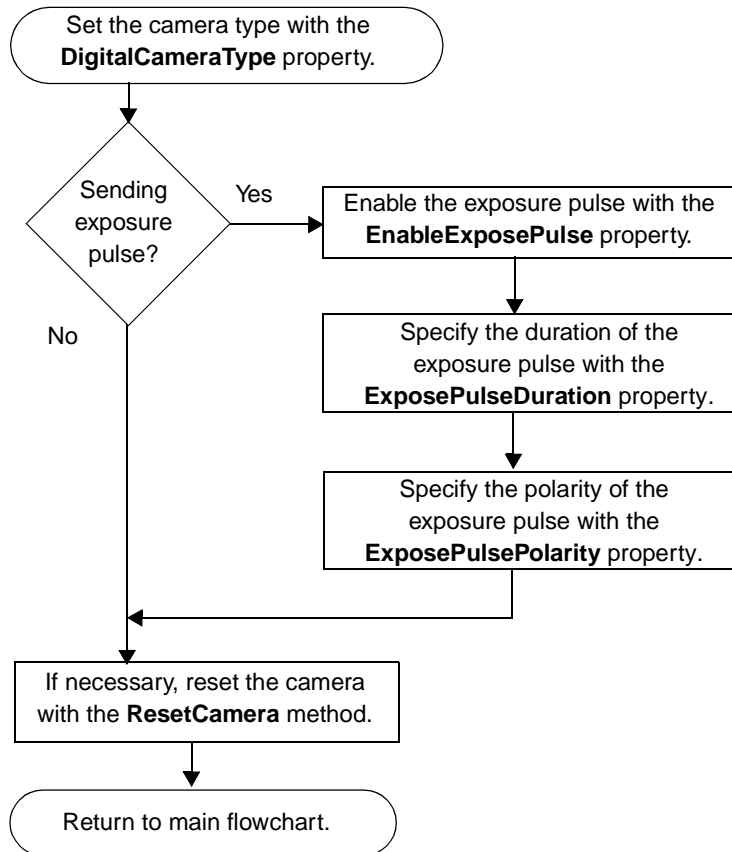 Set the camera type with the
DigitalCameraType property.
Sending
exposure
pulse?
Yes
Enable the exposure pulse with the
EnableExposePulse property.
No
Specify the duration of the
exposure pulse with the
ExposePulseDuration property.
Specify the polarity of the
exposure pulse with the
ExposePulsePolarity property.
If necessary, reset the camera
with the ResetCamera method.
Return to main flowchart.